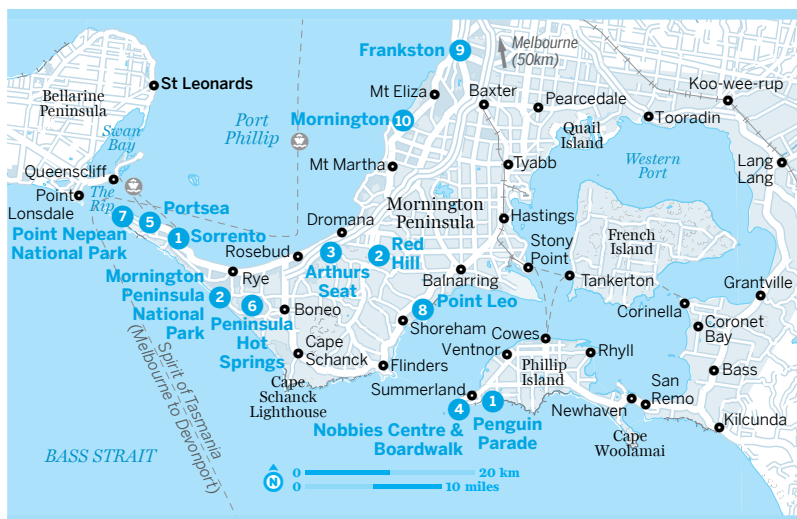 Frankston
9
Melbourne
(50km)
St Leonards
Bellarine
Peninsula
Port
Phillip
Mt Eliza
Baxter
Pearcedale
Koo-wee-rup
Mornington
10
Quail
Island
Tooradin
Swan
Bay
Western
Port
Lang
Lang
Mt Martha
Tyabb
Queenscliff
Point
Lonsdale
The
Rip
7
5
Portsea
Point Nepean
National Park
1
Sorrento
Mornington
Peninsula
Hastings
French
Island
Dromana
Rosebud
3
Arthurs
Seat
2
Red
Hill
Stony
Point
Balnarring
Tankerton
Grantville
Rye
Mornington
Peninsula
National
Park
2
6
Peninsula
Hot
Springs
Boneo
8
Point Leo
Shoreham
Corinella
Coronet
Bay
Cowes
Ventnor
Rhyll
Cape
Schanck
Flinders
Phillip
Island
Bass
Cape
Schanck
Lighthouse
Summerland
4
1
Nobbies Centre &
Boardwalk
Penguin
Parade
Newhaven
San
Remo
Kilcunda
Cape
Woolamai
Spirit of Tasmania
(Melbourne to Devonport)
BASS STRAIT
N
0 20 km
0 10 miles